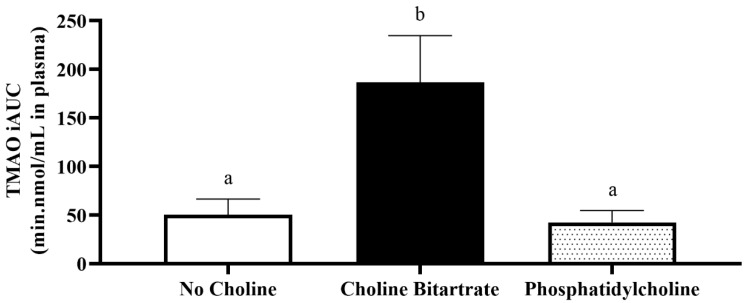 TMAO iAUC
(min.nmol/mL in plasma)
250
200
150
100
50
0
a
b
a
No Choline
Choline Bitartrate
Phosphatidylcholine